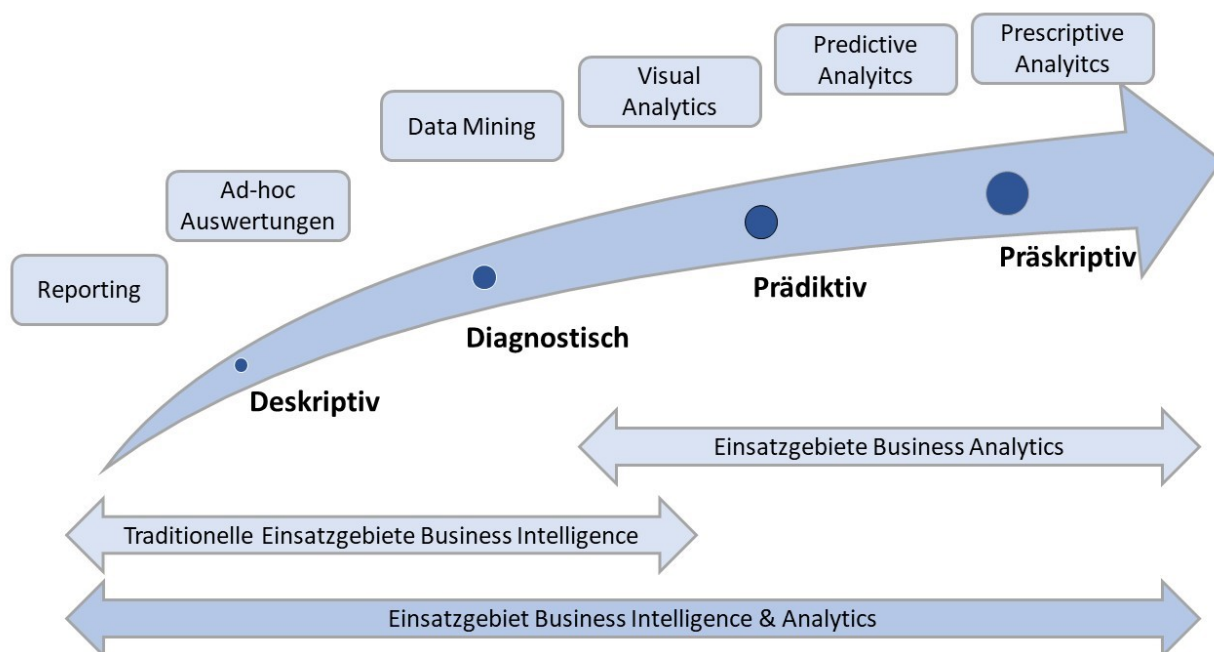 Predictive
Analyitcs
Prescriptive
Analyitcs
Visual
Analytics
Data Mining
Ad-hoc
Auswertungen
Reporting
Präskriptiv
Prädiktiv
Diagnostisch
Deskriptiv
Einsatzgebiete Business Analytics
Traditionelle Einsatzgebiete Business Intelligence
Einsatzgebiet Business Intelligence & Analytics